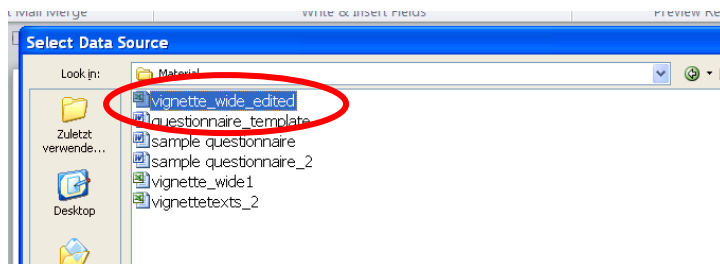 t Mail Merge
Write & Insert Fields
Preview Re
Select Data Source
Look in:
Material
vignette_wide_edited
questionnaire_template
sample questionnaire
sample questionnaire_2
vignette_wide1
vignettetexts_2
Zuletzt
verwende...
Desktop